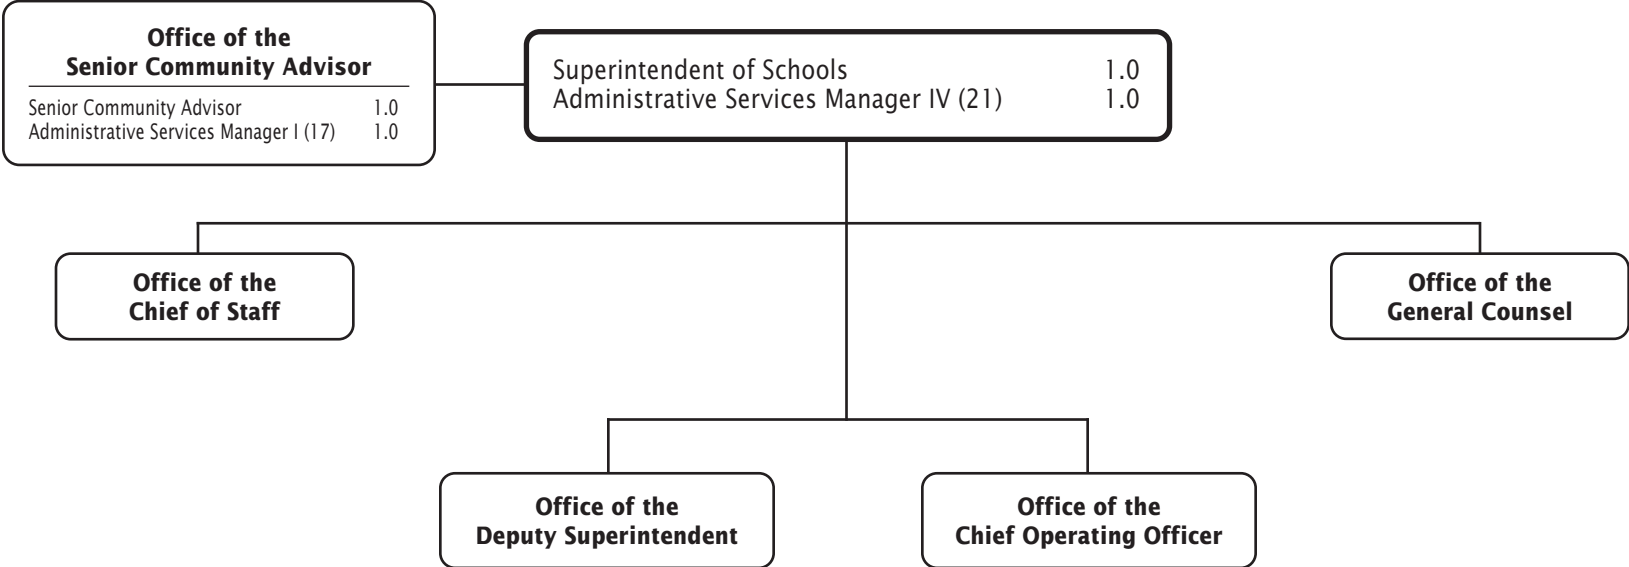 Office of the
Senior Community Advisor
Senior Community Advisor 1.0
Administrative Services Manager I (17) 1.0
Superintendent of Schools 1.0
Administrative Services Manager IV (21) 1.0
Office of the
Chief of Staff
Office of the
General Counsel
Office of the
Deputy Superintendent
Office of the
Chief Operating Officer